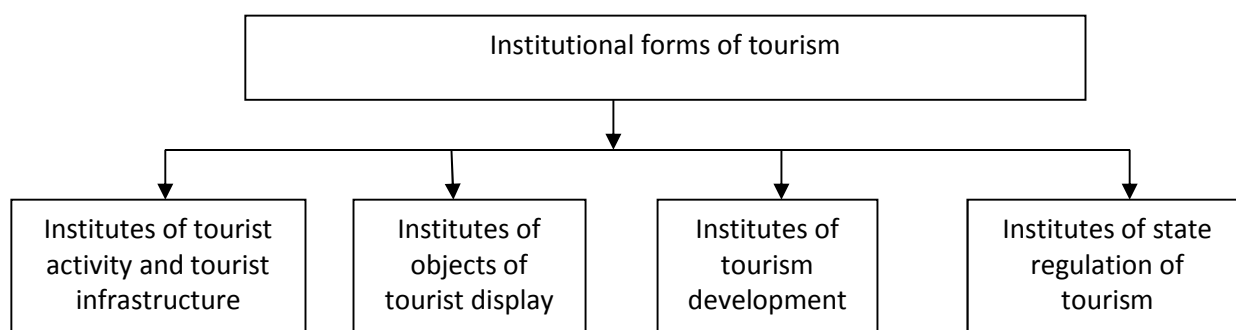 Institutional forms of tourism
Institutes of tourist
activity and tourist
infrastructure
Institutes of
objects of
tourist display
Institutes of
tourism
development
Institutes of state
regulation of
tourism